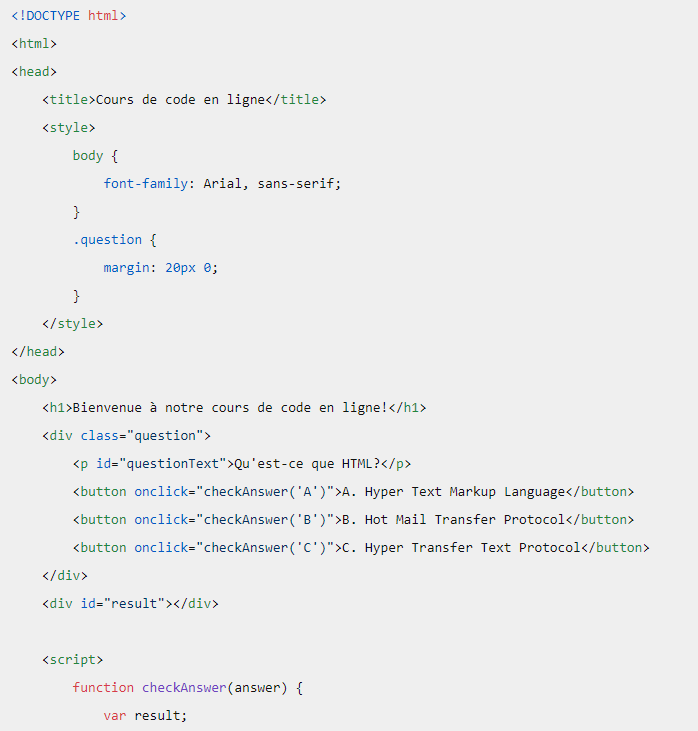 <!DOCTYPE html>
<html>
<head>
    <title>Cours de code en ligne</title>
    <style>
        body {
            font-family: Arial, sans-serif;
        }
        .question {
            margin: 20px 0;
        }
    </style>
</head>
<body>
    <h1>Bienvenue à notre cours de code en ligne!</h1>
    <div class="question">
        <p id="questionText">Qu'est-ce que HTML?</p>
        <button onclick="checkAnswer('A')">A. Hyper Text Markup Language</button>
        <button onclick="checkAnswer('B')">B. Hot Mail Transfer Protocol</button>
        <button onclick="checkAnswer('C')">C. Hyper Transfer Text Protocol</button>
    </div>
    <div id="result"></div>

    <script>
        function checkAnswer(answer) {
            var result;